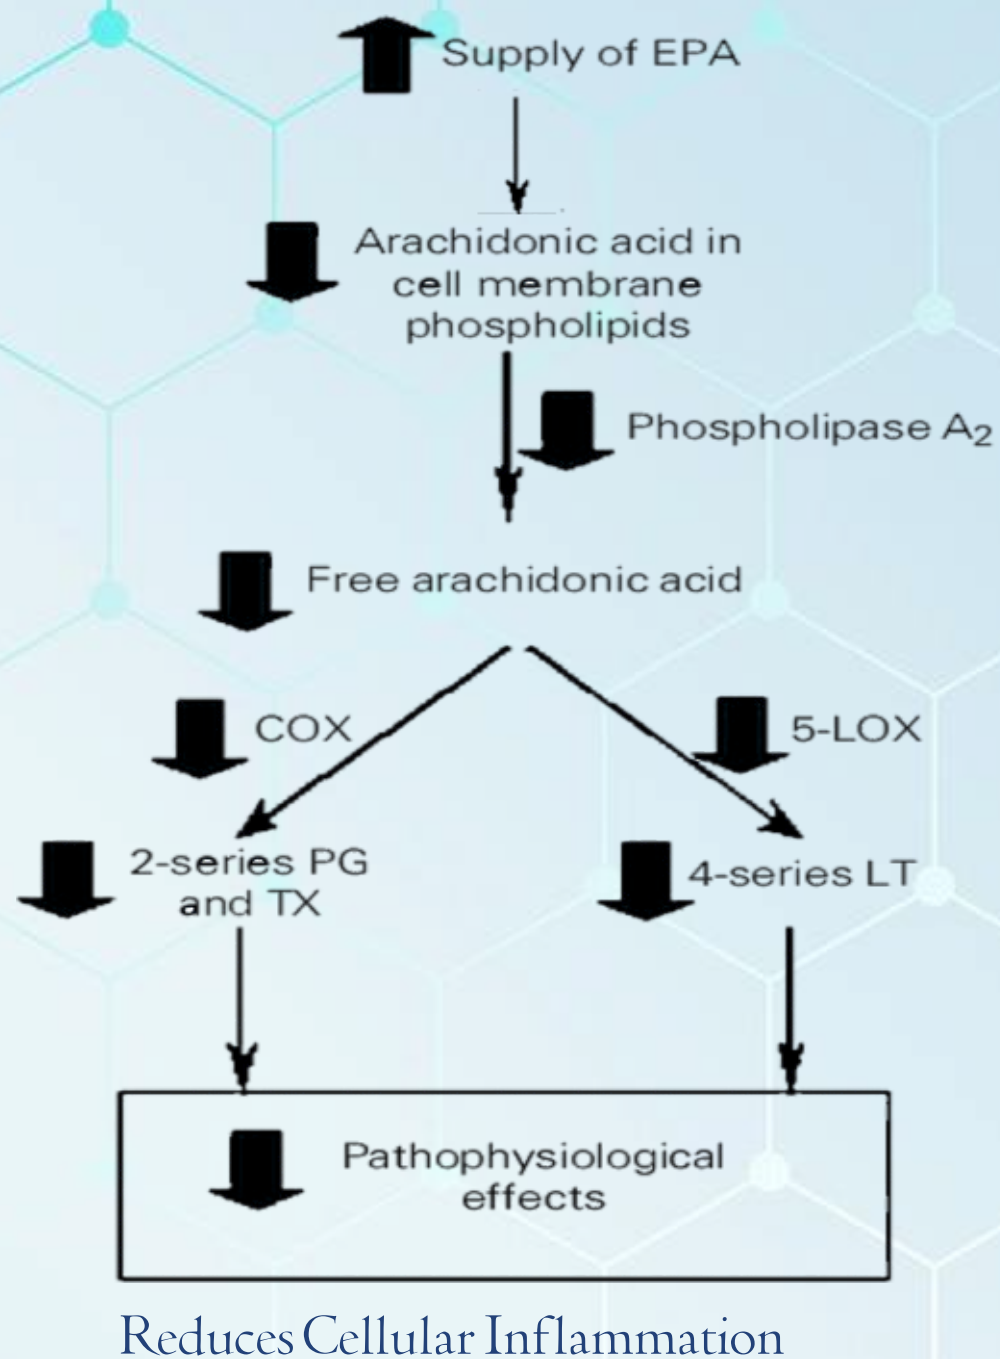 Supply of EPA
Arachidonic acid in
cell membrane
phospholipids
Phospholipase A₂
Free arachidonic acid
COX
5-LOX
2-series PG
and TX
4-series LT
Pathophysiological
effects
Reduces Cellular Inflammation